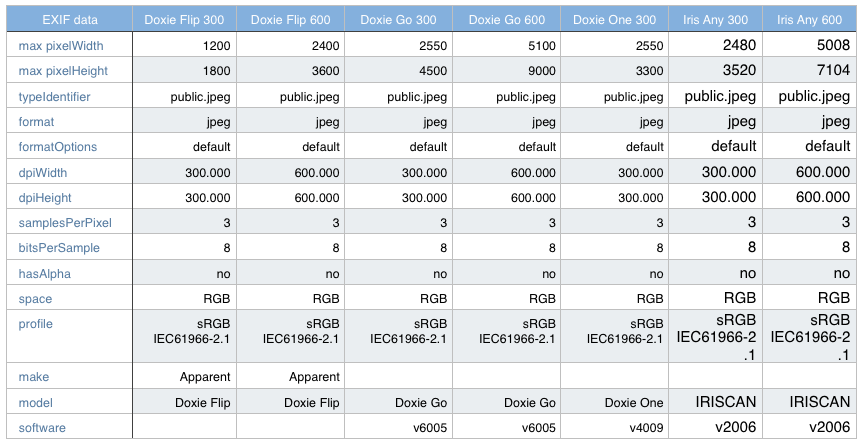 EXIF data Doxie Flip 300 Doxie Flip 600 Doxie Go 300 Doxie Go 600 Doxie One 300 Iris Any 300 Iris Any 600
max pixelWidth 1200 2400 2550 5100 2550 2480 5008
max pixelHeight 1800 3600 4500 9000 3300 3520 7104
typeIdentifier public.jpeg public.jpeg public.jpeg public.jpeg public.jpeg public.jpeg public.jpeg
format jpeg jpeg jpeg jpeg jpeg jpeg jpeg
formatOptions default default default default default default default
dpiWidth 300.000 600.000 300.000 600.000 300.000 300.000 600.000
dpiHeight 300.000 600.000 300.000 600.000 300.000 300.000 600.000
samplesPerPixel 3 3 3 3 3 3 3
bitsPerSample 8 8 8 8 8 8 8
hasAlpha no no no no no no no
space RGB RGB RGB RGB RGB RGB RGB
profile sRGB sRGB sRGB sRGB sRGB sRGB sRGB
IEC61966-2.1 IEC61966-2.1 IEC61966-2.1 IEC61966-2.1 IEC61966-2.1 IEC61966-2 IEC61966-2
.1 .1
make Apparent Apparent
model Doxie Flip Doxie Flip Doxie Go Doxie Go Doxie One IRISCAN IRISCAN
software v6005 v6005 v4009 v2006 v2006